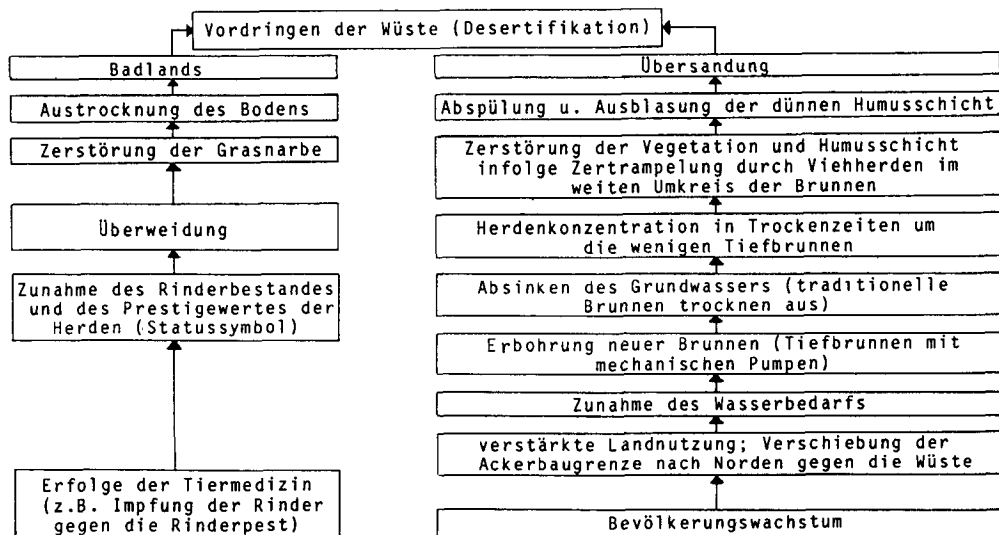 Vordringen der Wüste (Desertifikation)
Badlands
Austrocknung des Bodens
Zerstörung der Grasnarbe
Überweidung
Zunahme des Rinderbestandes
und des Prestigewertes der
Herden (Statussymbol)
Erfolge der Tiermedizin
(z.B. Impfung der Rinder
gegen die Rinderpest)
Übersandung
Abspülung u. Ausblasung der dünnen Humusschicht
Zerstörung der Vegetation und Humusschicht
infolge Zertrampelung durch Viehherden im
weiten Umkreis der Brunnen
Herdenkonzentration in Trockenzeiten um
die wenigen Tiefbrunnen
Absinken des Grundwassers (traditionelle
Brunnen trocknen aus)
Erbohrung neuer Brunnen (Tiefbrunnen mit
mechanischen Pumpen)
Zunahme des Wasserbedarfs
verstärkte Landnutzung; Verschiebung der
Ackerbaugrenze nach Norden gegen die Wüste
Bevölkerungswachstum